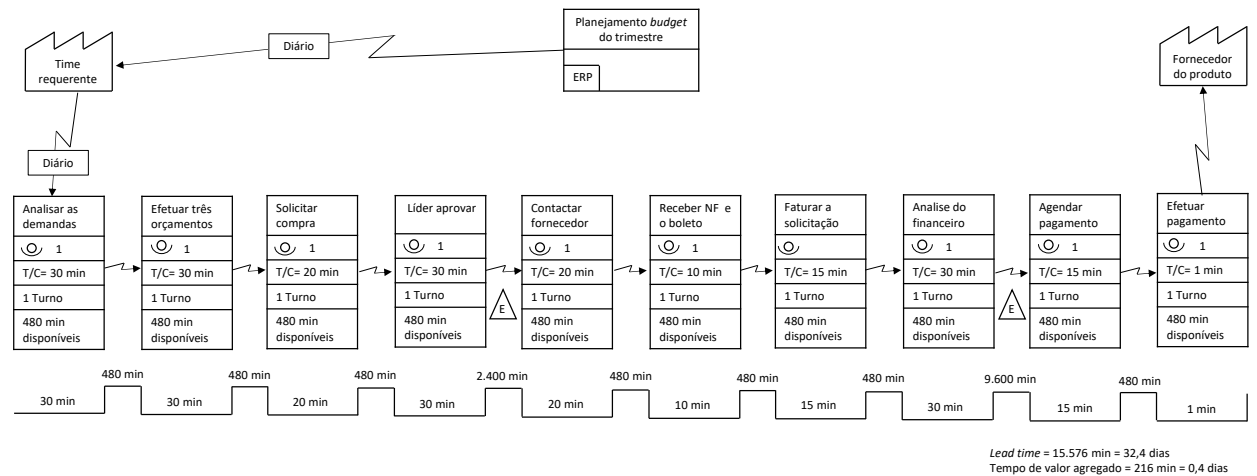 Planejamento budget
do trimestre
ERP
Diário
Time
requerente
Fornecedor
do produto
Diário
Analisar as
demandas
1
T/C= 30 min
1 Turno
480 min
disponíveis
Efetuar três
orçamentos
1
T/C= 30 min
1 Turno
480 min
disponíveis
Solicitar
compra
1
T/C= 20 min
1 Turno
480 min
disponíveis
Líder aprovar
1
T/C= 30 min
1 Turno
480 min
disponíveis
E
Contactar
fornecedor
1
T/C= 20 min
1 Turno
480 min
disponíveis
Receber NF e
o boleto
1
T/C= 10 min
1 Turno
480 min
disponíveis
Faturar a
solicitação
T/C= 15 min
1 Turno
480 min
disponíveis
Analise do
financeiro
1
T/C= 30 min
1 Turno
480 min
disponíveis
E
Agendar
pagamento
1
T/C= 15 min
1 Turno
480 min
disponíveis
Efetuar
pagamento
1
T/C= 1 min
1 Turno
480 min
disponíveis
480 min 480 min 480 min 2.400 min 480 min 480 min 480 min 9.600 min 480 min
30 min 30 min 20 min 30 min 20 min 10 min 15 min 30 min 15 min 1 min
Lead time = 15.576 min = 32,4 dias
Tempo de valor agregado = 216 min = 0,4 dias